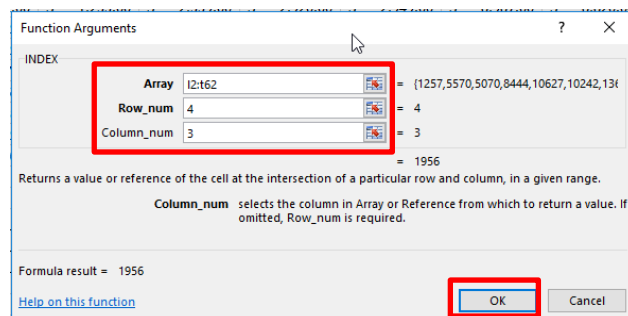 Function Arguments ? ×
INDEX
Array I2:t62 = {1257,5570,5070,8444,10627,10242,136
Row_num 4 = 4
Column_num 3 = 3
= 1956
Returns a value or reference of the cell at the intersection of a particular row and column, in a given range.
Column_num selects the column in Array or Reference from which to return a value. If
omitted, Row_num is required.
Formula result = 1956
Help on this function OK Cancel